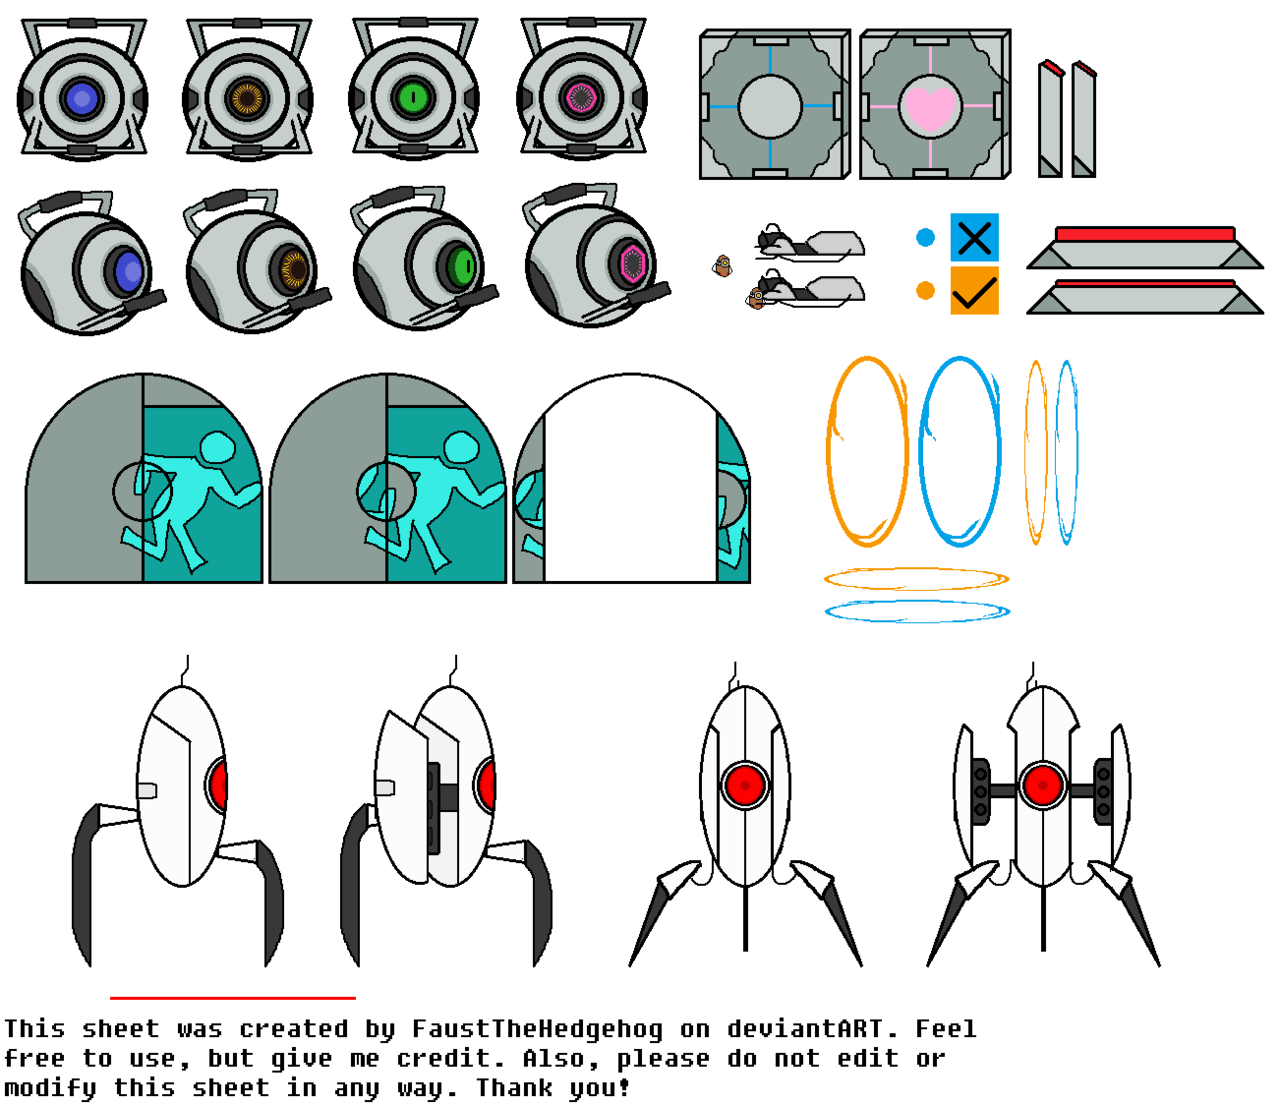 This sheet was created by FaustTheHedgehog on deviantART. Feel
free to use, but give me credit. Also, please do not edit or
modify this sheet in any way. Thank you!